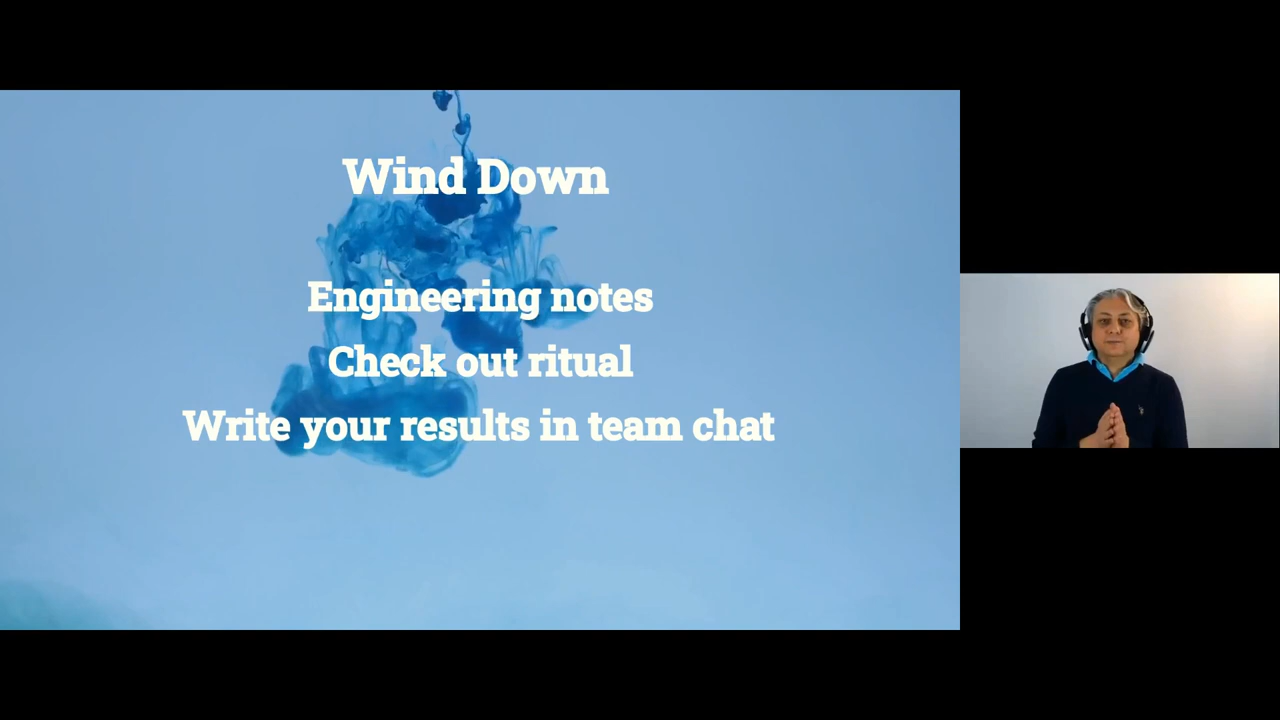 Wind Down
Engineering notes
Check out ritual
Write your results in team chat